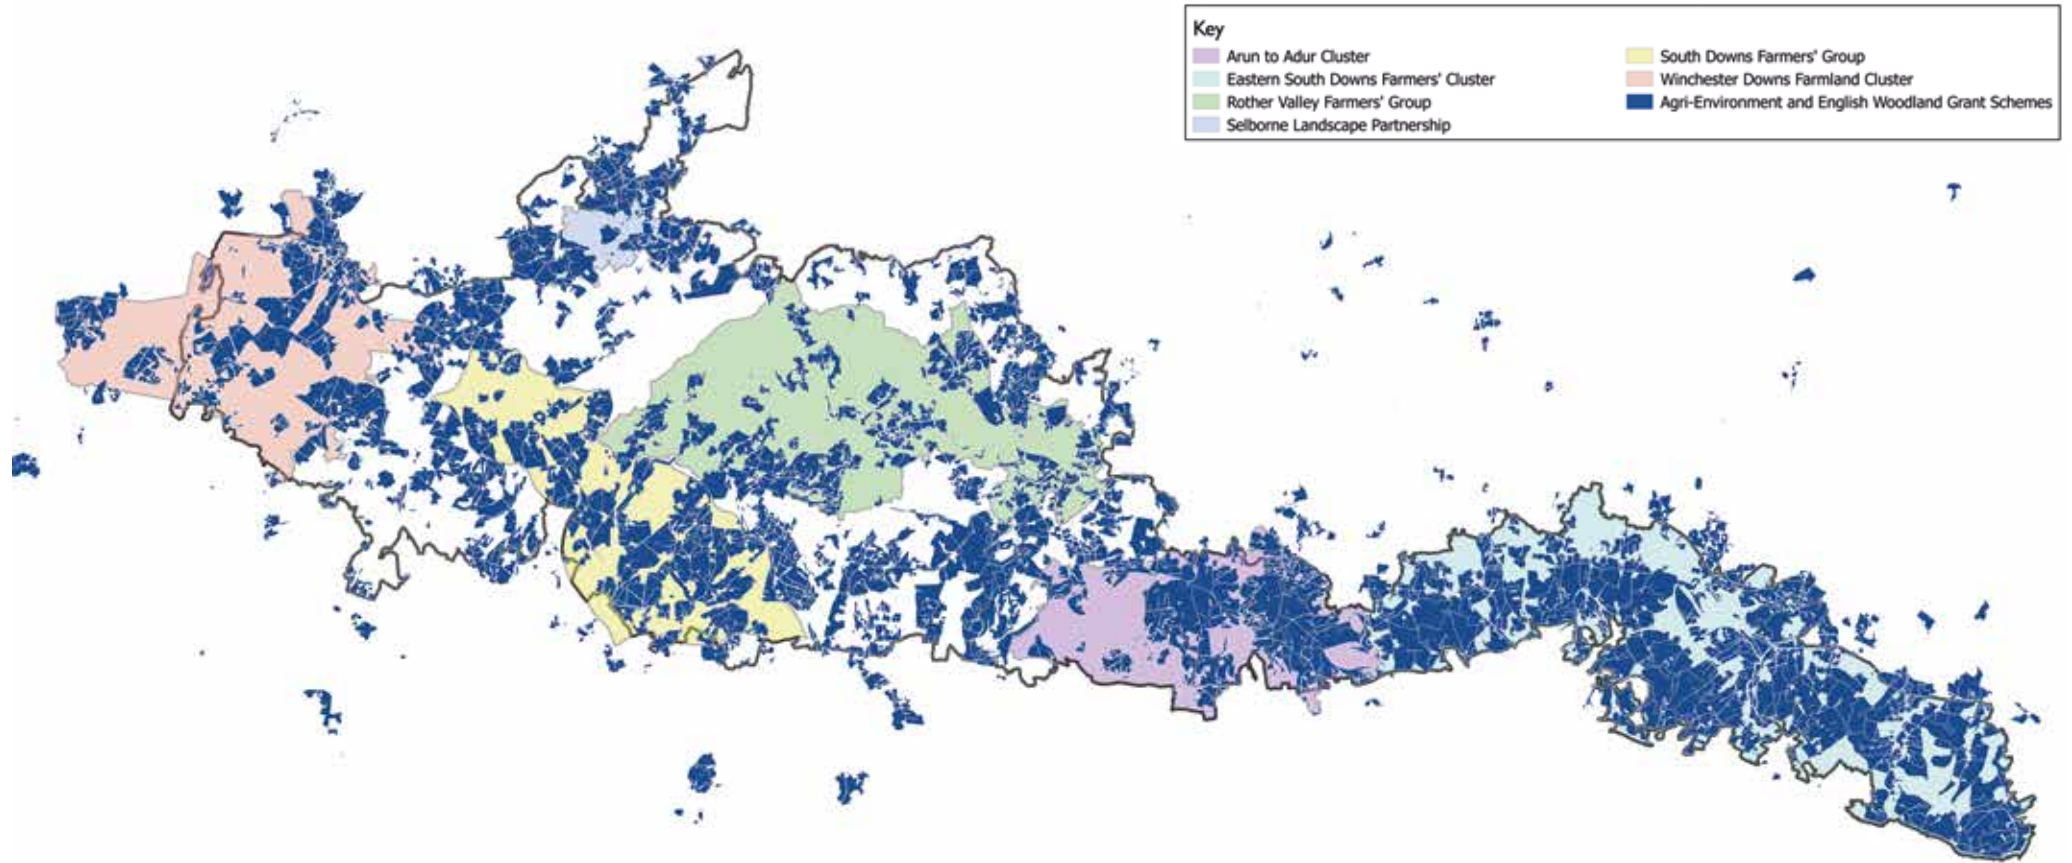 Key
Arun to Adur Cluster
Eastern South Downs Farmers' Cluster
Rother Valley Farmers' Group
Selborne Landscape Partnership
South Downs Farmers' Group
Winchester Downs Farmland Cluster
Agri-Environment and English Woodland Grant Schemes